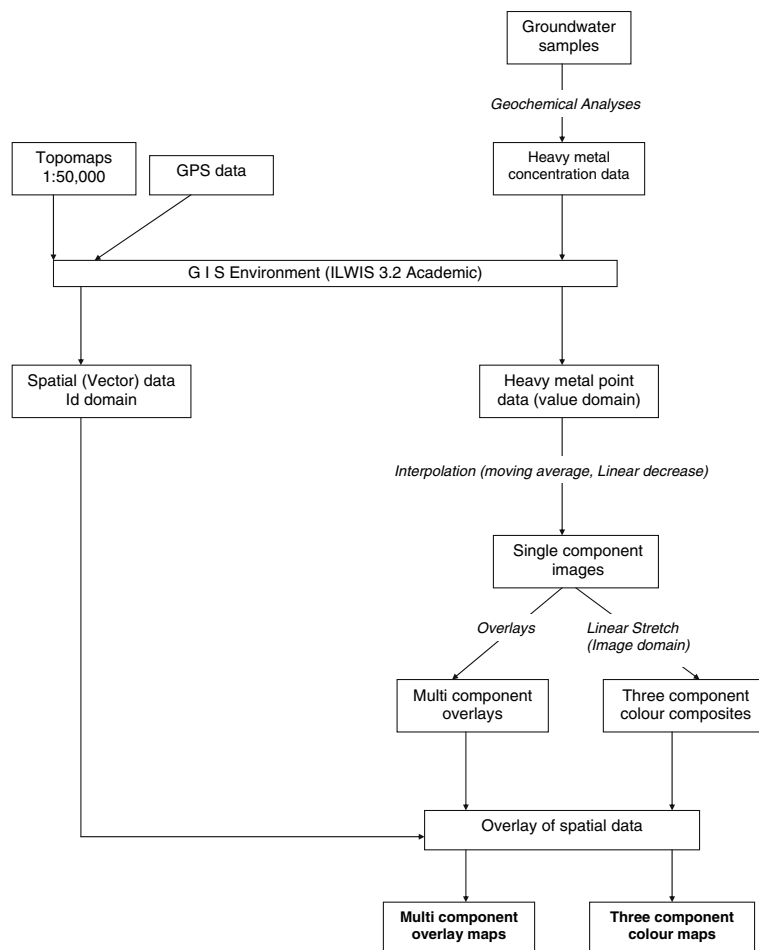 Groundwater
samples
Geochemical Analyses
Topomaps
1:50,000
GPS data
Heavy metal
concentration data
G I S Environment (ILWIS 3.2 Academic)
Spatial (Vector) data
Id domain
Heavy metal point
data (value domain)
Interpolation (moving average, Linear decrease)
Single component
images
Overlays
Linear Stretch
(Image domain)
Multi component
overlays
Three component
colour composites
Overlay of spatial data
Multi component
overlay maps
Three component
colour maps